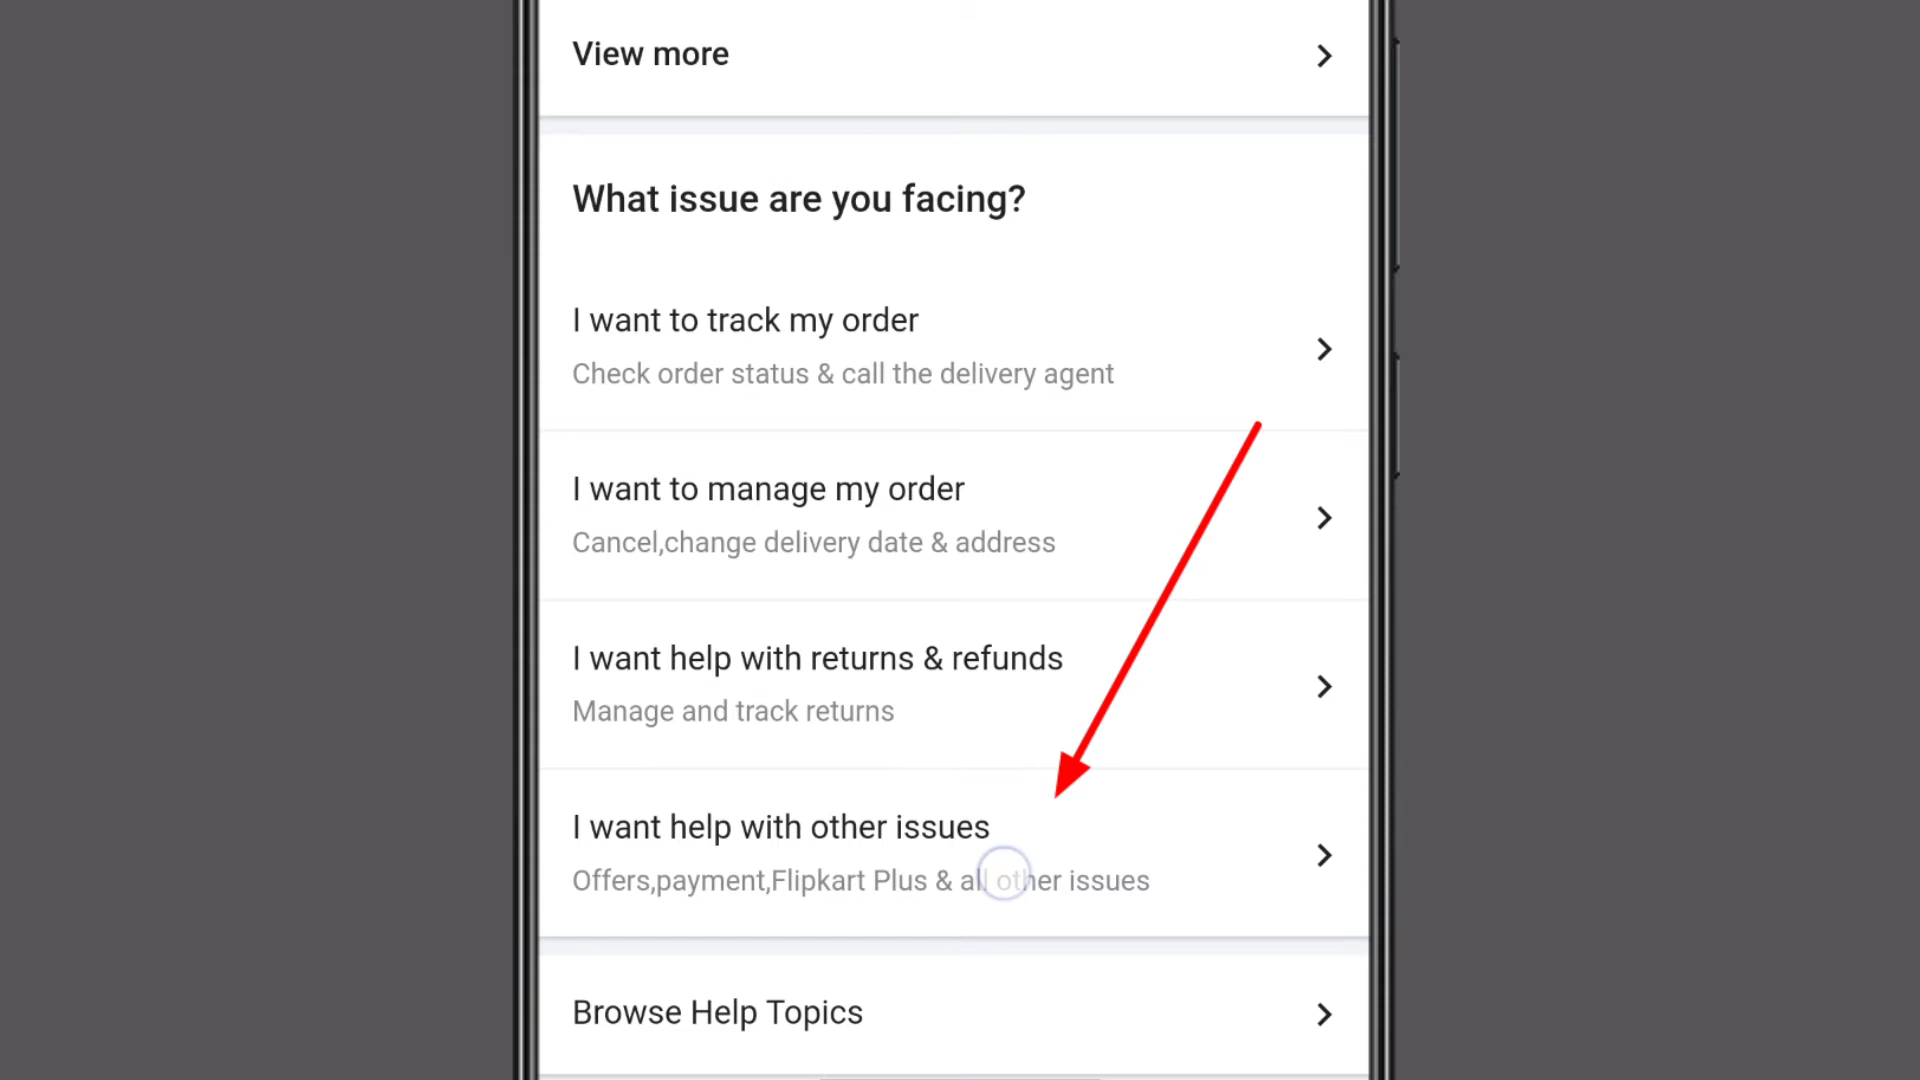 View more
What issue are you facing?
I want to track my order
Check order status & call the delivery agent
I want to manage my order
Cancel,change delivery date & address
I want help with returns & refunds
Manage and track returns
I want help with other issues
Offers,payment,Flipkart Plus & all other issues
Browse Help Topics